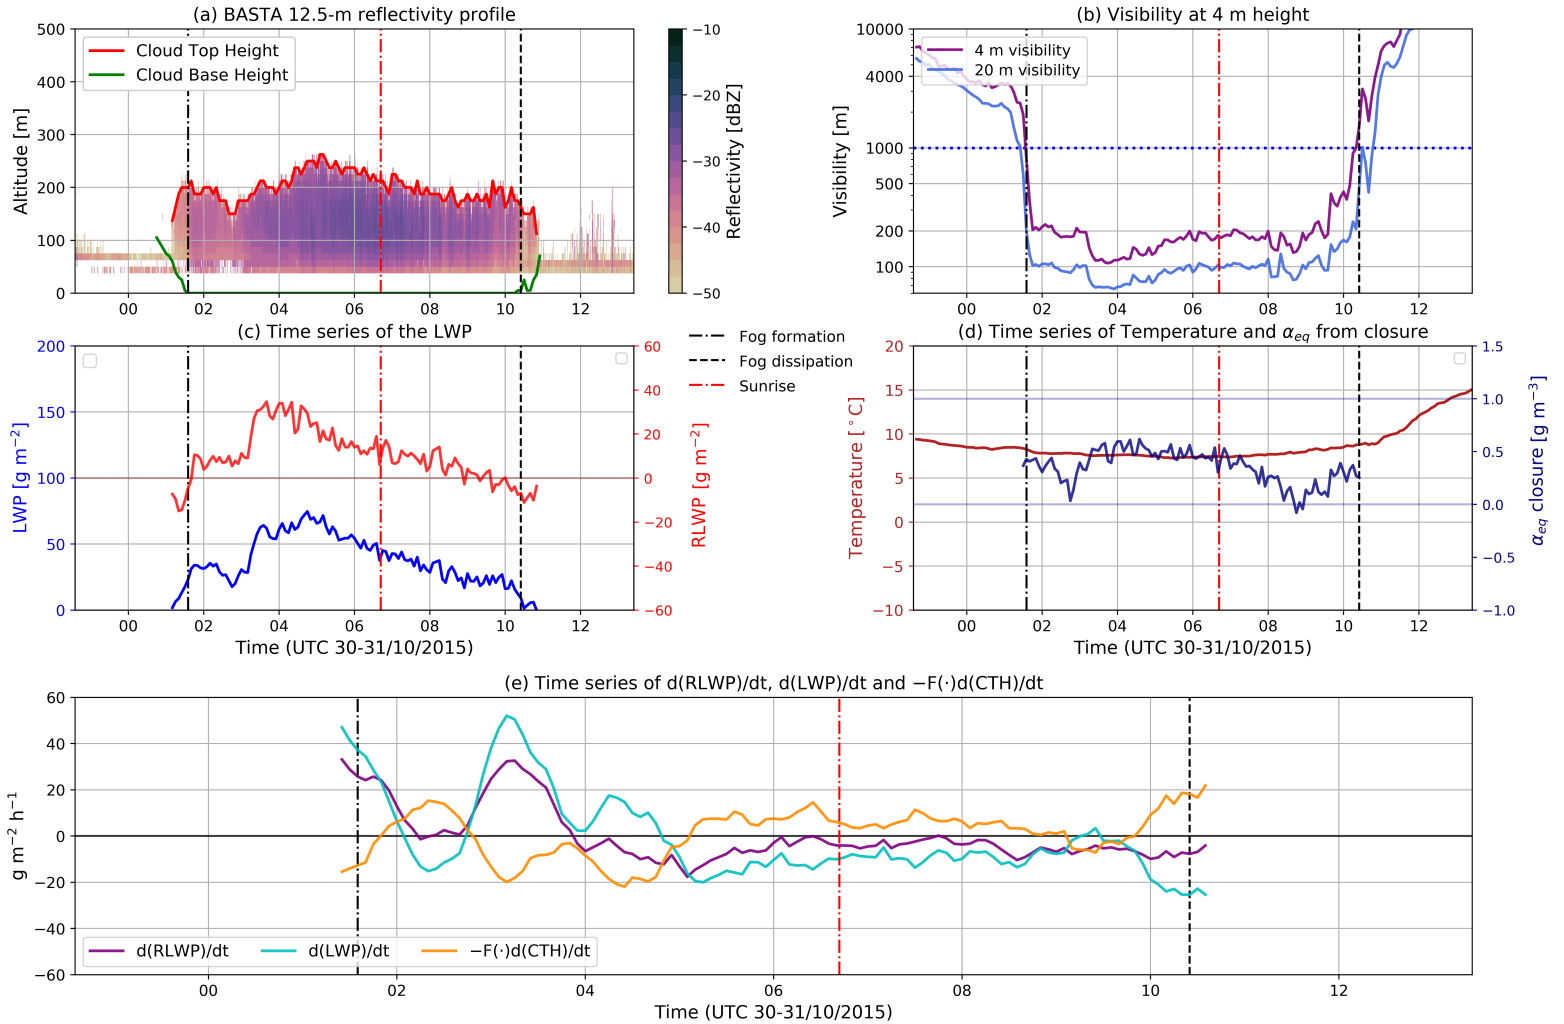 (a) BASTA 12.5-m reflectivity profile
Cloud Top Height
Cloud Base Height
Altitude [m]
500
400
300
200
100
0
00 02 04 06 08 10 12
−10
−20
−30
−40
−50
Reflectivity [dBZ]
(b) Visibility at 4 m height
4 m visibility
20 m visibility
Visibility [m]
10000
4000
1000
500
200
100
00 02 04 06 08 10 12
(c) Time series of the LWP
LWP [g m⁻²]
200
150
100
50
0
60
40
20
0
−20
−40
−60
RLWP [g m⁻²]
00 02 04 06 08 10 12
Time (UTC 30-31/10/2015)
Fog formation
Fog dissipation
Sunrise
(d) Time series of Temperature and α_eq from closure
Temperature [ ° C]
20
15
10
5
0
−5
−10
1.5
1.0
0.5
0.0
−0.5
−1.0
α_eq closure [g m⁻³]
00 02 04 06 08 10 12
Time (UTC 30-31/10/2015)
(e) Time series of d(RLWP)/dt, d(LWP)/dt and −F(·)d(CTH)/dt
g m⁻² h⁻¹
60
40
20
0
−20
−40
−60
d(RLWP)/dt d(LWP)/dt −F(·)d(CTH)/dt
00 02 04 06 08 10 12
Time (UTC 30-31/10/2015)